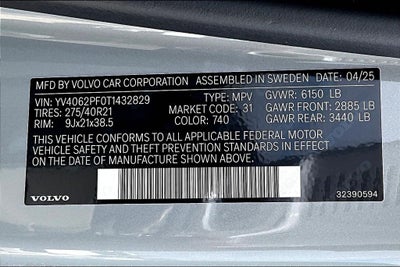 MFD BY VOLVO CAR CORPORATION ASSEMBLED IN SWEDEN DATE: 04/25
VIN: YV4062PF0T1432829 TYPE: MPV GVWR: 6150 LB
TIRES: 275/40R21 MARKET CODE: 31 GAWR FRONT: 2885 LB
RIM: 9Jx21x38.5 COLOR: 740 GAWR REAR: 3440 LB
THIS VEHICLE CONFORMS TO ALL APPLICABLE FEDERAL MOTOR
VEHICLE SAFETY AND THEFT PREVENTION STANDARDS IN EFFECT
ON THE DATE OF MANUFACTURE SHOWN ABOVE.
VOLVO 32390594